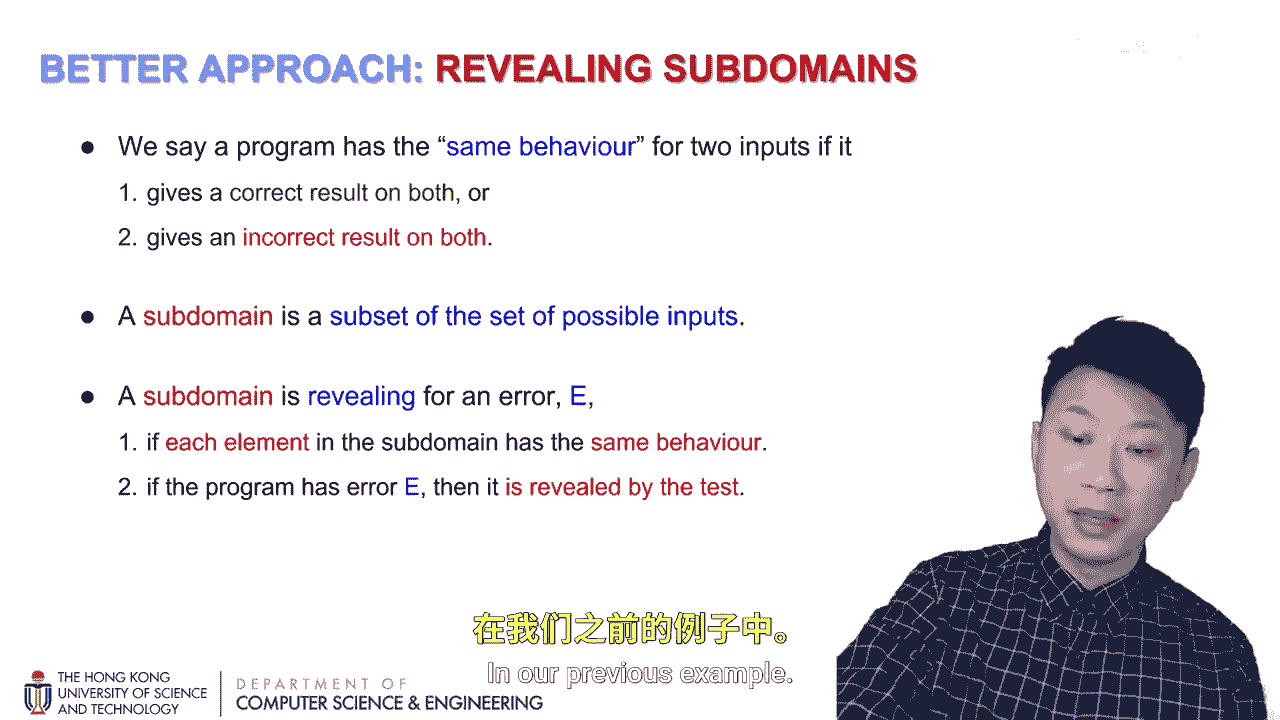 BETTER APPROACH: REVEALING SUBDOMAINS
● We say a program has the “same behaviour” for two inputs if it
1. gives a correct result on both, or
2. gives an incorrect result on both.
● A subdomain is a subset of the set of possible inputs.
● A subdomain is revealing for an error, E,
1. if each element in the subdomain has the same behaviour.
2. if the program has error E, then it is revealed by the test.
在我们之前的例子中。
In our previous example.
THE HONG KONG
UNIVERSITY OF SCIENCE
AND TECHNOLOGY
DEPARTMENT OF
COMPUTER SCIENCE & ENGINEERING